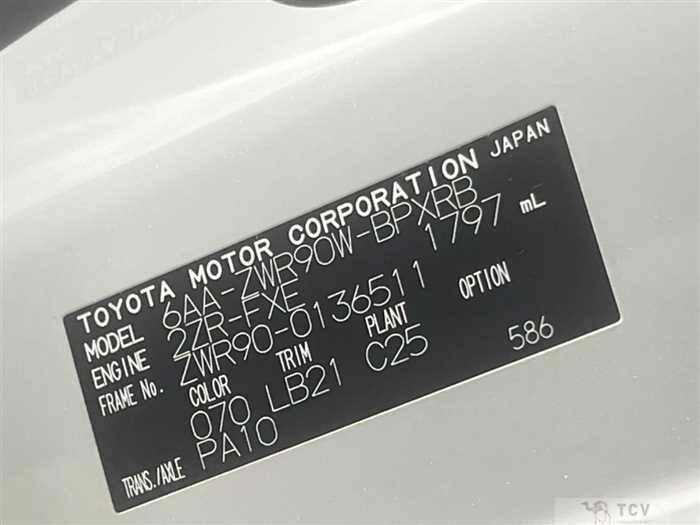 TOYOTA MOTOR CORPORATION JAPAN
MODEL 6AA-ZWR90W-BPXRB
ENGINE 2ZR-FXE 1797 mL
FRAME No. ZWR90-0136511
COLOR TRIM PLANT OPTION
070 LB21 C25 586
TRANS./AXLE PA10
TCV